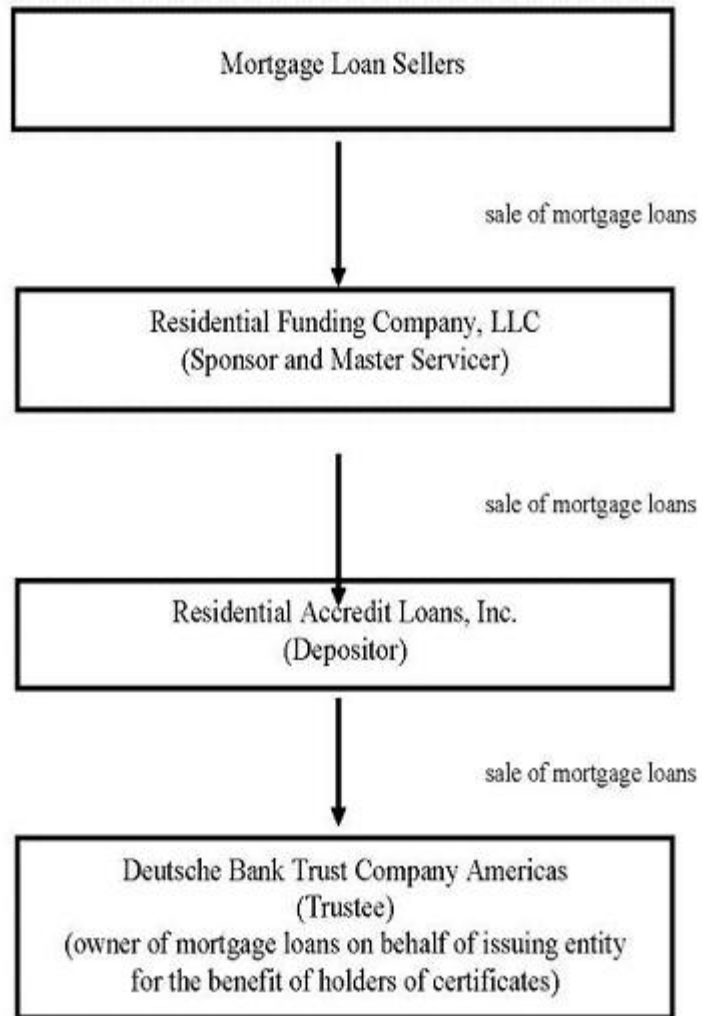 Mortgage Loan Sellers
sale of mortgage loans
Residential Funding Company, LLC
(Sponsor and Master Servicer)
sale of mortgage loans
Residential Accredit Loans, Inc.
(Depositor)
sale of mortgage loans
Deutsche Bank Trust Company Americas
(Trustee)
(owner of mortgage loans on behalf of issuing entity
for the benefit of holders of certificates)